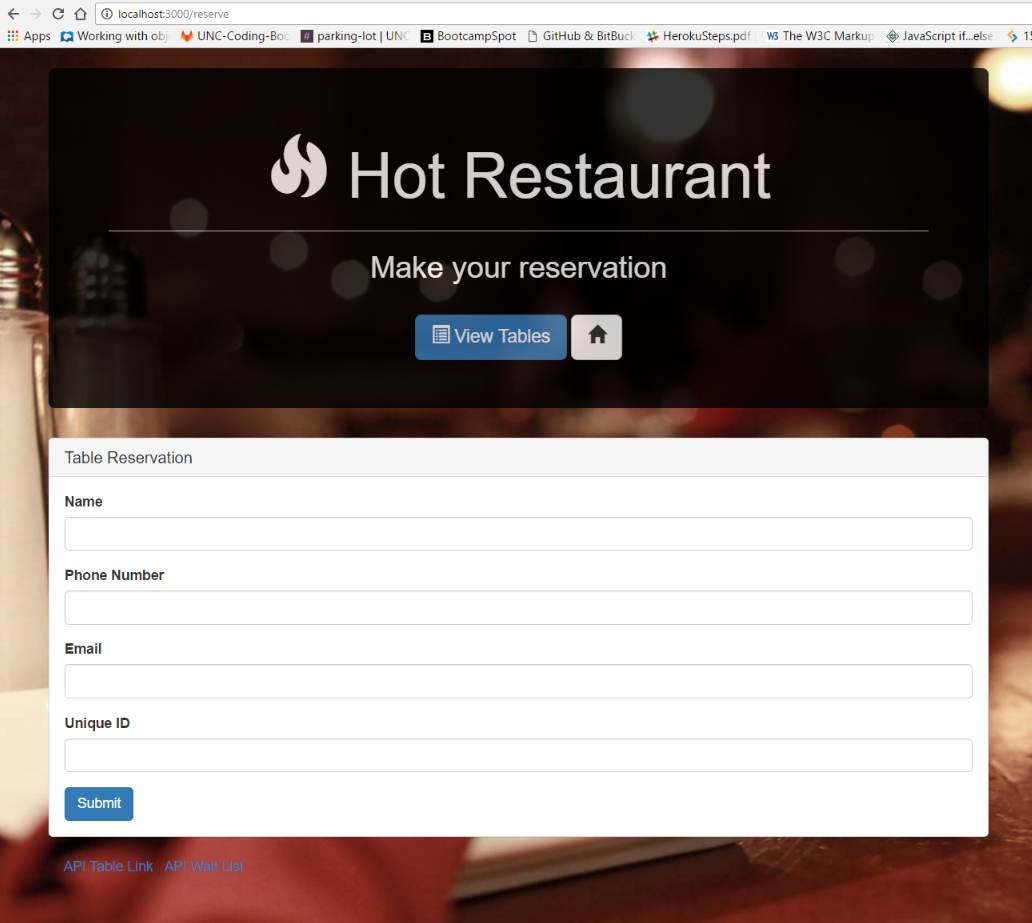 localhost:3000/reserve
Apps Working with obj UNC-Coding-Boo # parking-lot | UNC B BootcampSpot GitHub & BitBuck HerokuSteps.pdf W3 The W3C Markup JavaScript if...else
Hot Restaurant
Make your reservation
View Tables
Table Reservation
Name
Phone Number
Email
Unique ID
Submit
API Table Link | API Wait List